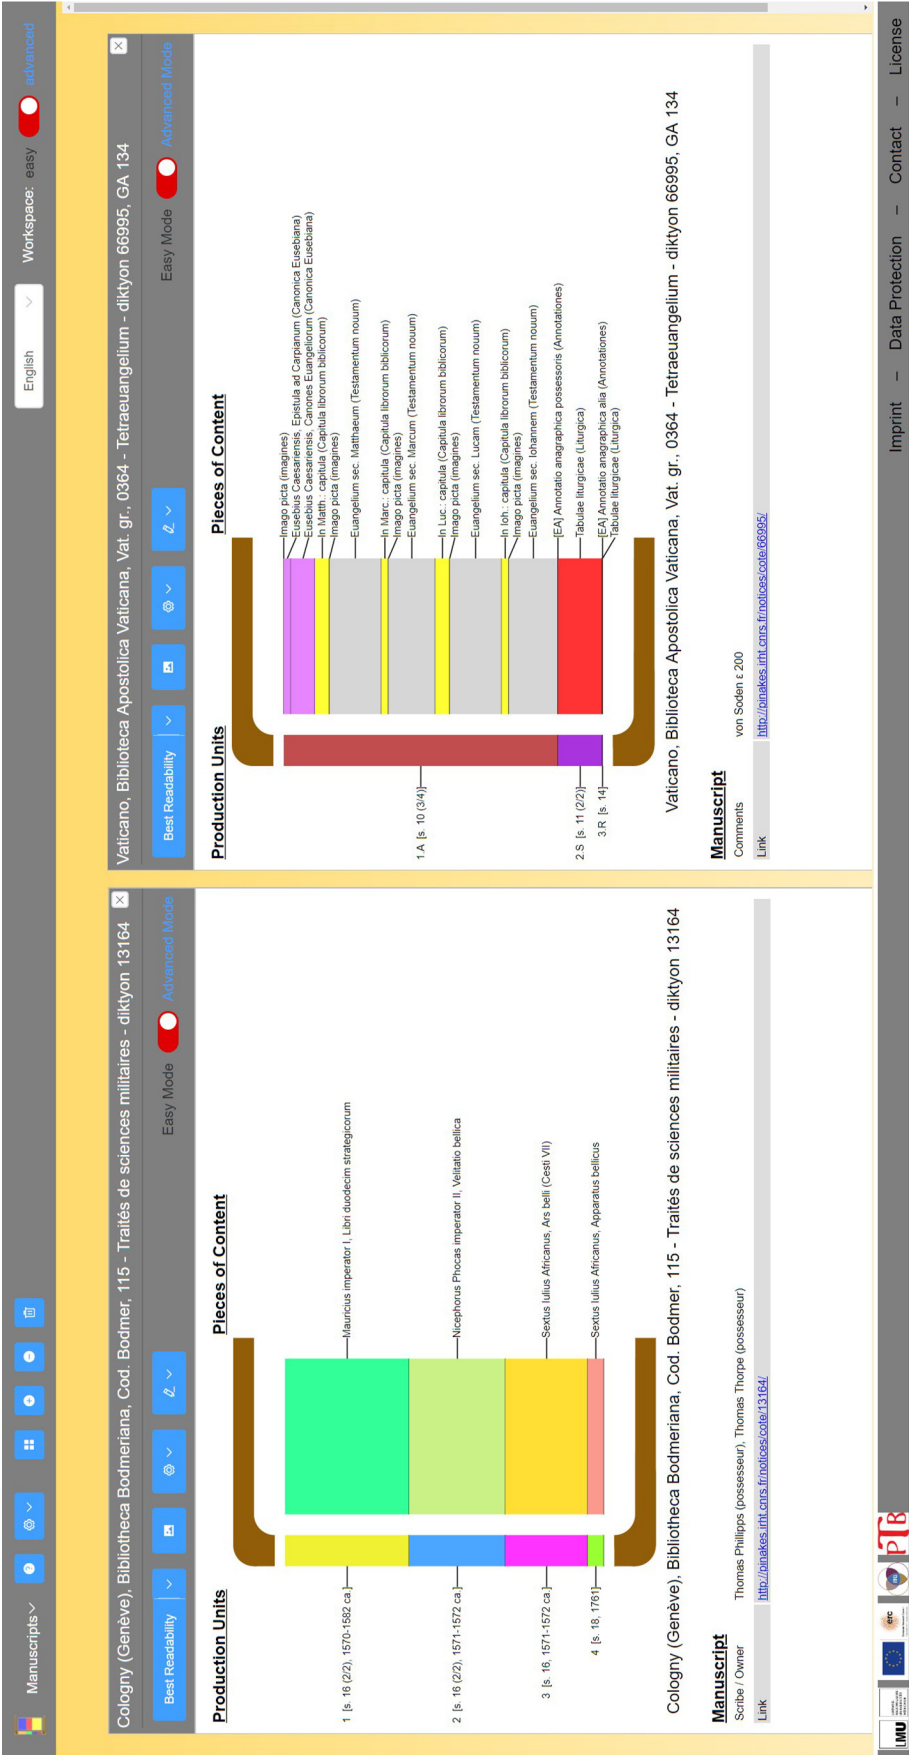 Manuscripts
English
Workspace: easy
advanced
Cologny (Genève), Bibliotheca Bodmeriana, Cod. Bodmer, 115 - Traités de sciences militaires - diktyon 13164
Best Readability
Easy Mode
Advanced Mode
Production Units
Pieces of Content
1 [s. 16 (2/2), 1570-1582 ca.]
2 [s. 16 (2/2), 1571-1572 ca.]
3 [s. 16, 1571-1572 ca.]
4 [s. 18, 1761]
Mauricius imperator I, Libri duodecim strategicorum
Nicephorus Phocas imperator II, Velitatio bellica
Sextus Iulius Africanus, Ars belli (Cesti VII)
Sextus Iulius Africanus, Apparatus bellicus
Cologny (Genève), Bibliotheca Bodmeriana, Cod. Bodmer, 115 - Traités de sciences militaires - diktyon 13164
Manuscript
Scribe / Owner Thomas Phillipps (possesseur), Thomas Thorpe (possesseur)
Link http://pinakes.irht.cnrs.fr/notices/cote/13164/
Vaticano, Biblioteca Apostolica Vaticana, Vat. gr., 0364 - Tetraeuangelium - diktyon 66995, GA 134
Best Readability
Easy Mode
Advanced Mode
Production Units
Pieces of Content
1.A [s. 10 (3/4)]
2.S [s. 11 (2/2)]
3.R [s. 14]
Imago picta (imagines)
Eusebius Caesariensis, Epistula ad Carpianum (Canonica Eusebiana)
Eusebius Caesariensis, Canones Euangeliorum (Canonica Eusebiana)
In Matth.: capitula (Capitula librorum biblicorum)
Imago picta (imagines)
Euangelium sec. Matthaeum (Testamentum nouum)
In Marc.: capitula (Capitula librorum biblicorum)
Imago picta (imagines)
Euangelium sec. Marcum (Testamentum nouum)
In Luc.: capitula (Capitula librorum biblicorum)
Imago picta (imagines)
Euangelium sec. Lucam (Testamentum nouum)
In Ioh.: capitula (Capitula librorum biblicorum)
Imago picta (imagines)
Euangelium sec. Iohannem (Testamentum nouum)
[EA] Annotatio anagraphica possessoris (Annotationes)
Tabulae liturgicae (Liturgica)
[EA] Annotatio anagraphica alia (Annotationes)
Tabulae liturgicae (Liturgica)
Vaticano, Biblioteca Apostolica Vaticana, Vat. gr., 0364 - Tetraeuangelium - diktyon 66995, GA 134
Manuscript
Comments von Soden ε 200
Link http://pinakes.irht.cnrs.fr/notices/cote/66995/
LMU
erc
PTB
Imprint – Data Protection – Contact – License